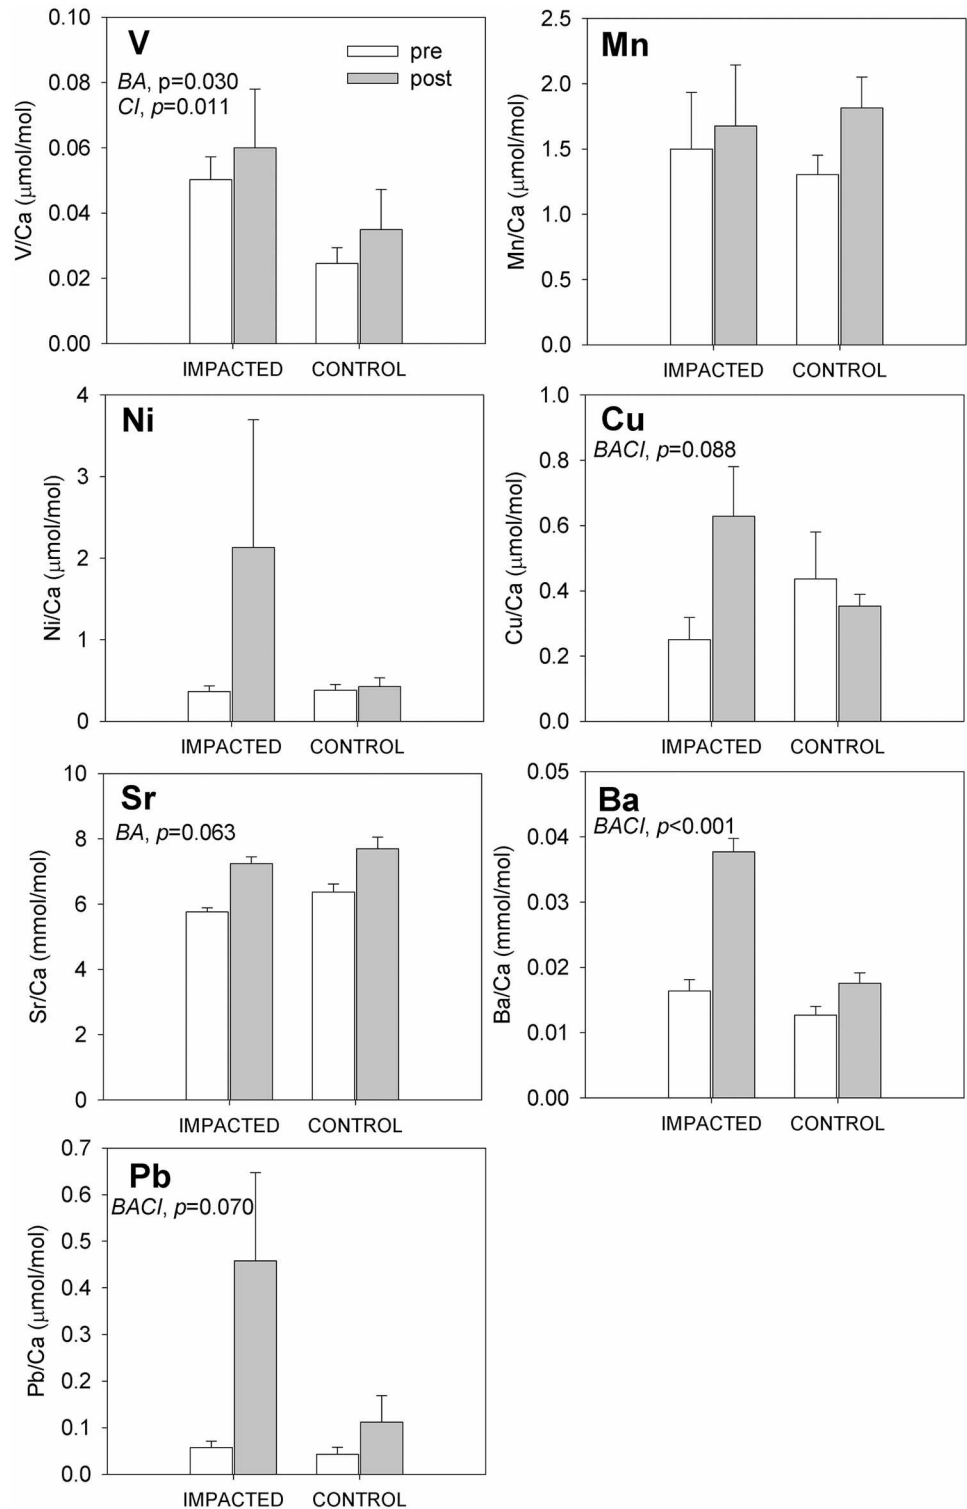 V
pre
post
BA, p=0.030
CI, p=0.011
0.10
0.08
0.06
0.04
0.02
0.00
V/Ca (μmol/mol)
IMPACTED CONTROL
Mn
2.5
2.0
1.5
1.0
0.5
0.0
Mn/Ca (μmol/mol)
IMPACTED CONTROL
Ni
4
3
2
1
0
Ni/Ca (μmol/mol)
IMPACTED CONTROL
Cu
BACI, p=0.088
1.0
0.8
0.6
0.4
0.2
0.0
Cu/Ca (μmol/mol)
IMPACTED CONTROL
Sr
BA, p=0.063
10
8
6
4
2
0
Sr/Ca (mmol/mol)
IMPACTED CONTROL
Ba
BACI, p<0.001
0.05
0.04
0.03
0.02
0.01
0.00
Ba/Ca (mmol/mol)
IMPACTED CONTROL
Pb
BACI, p=0.070
0.7
0.6
0.5
0.4
0.3
0.2
0.1
0.0
Pb/Ca (μmol/mol)
IMPACTED CONTROL